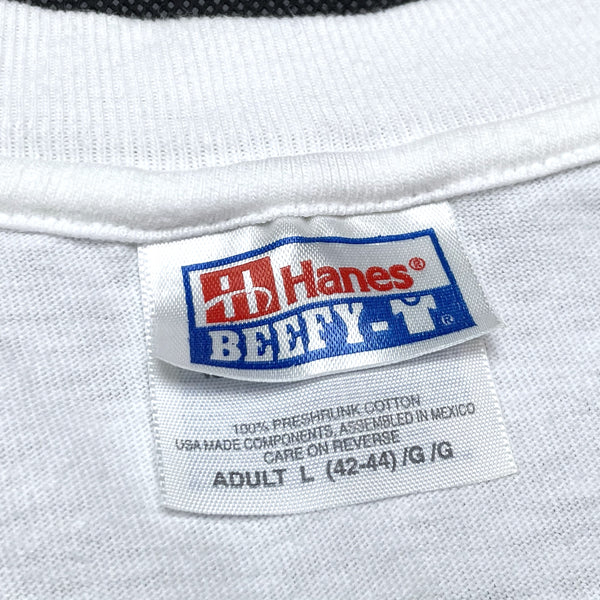 Hanes®
BEEFY-T®
100% PRESHRUNK COTTON
USA MADE COMPONENTS, ASSEMBLED IN MEXICO
CARE ON REVERSE
ADULT L (42-44) /G /G